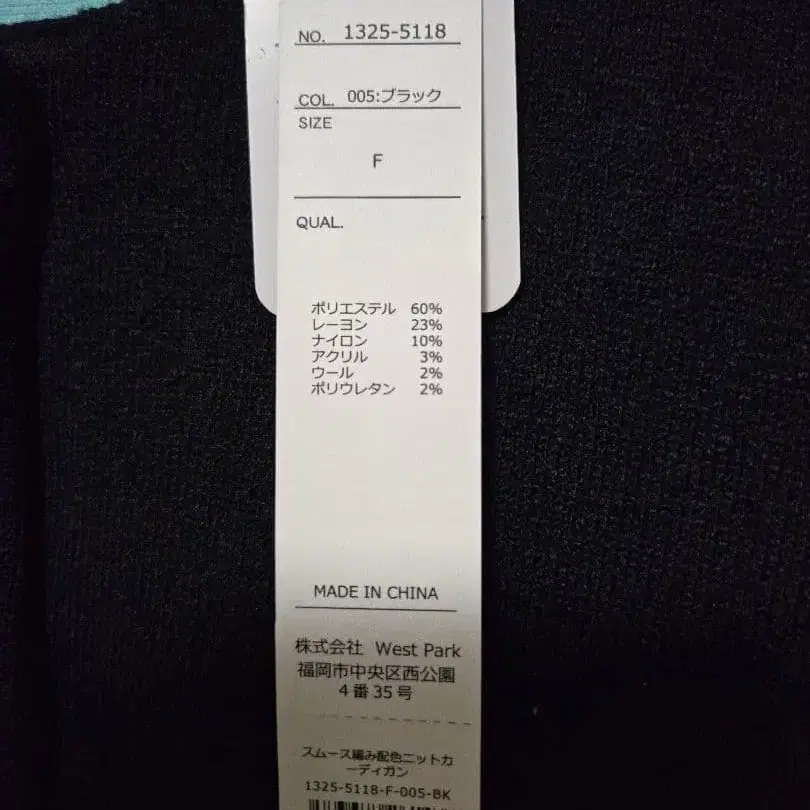 NO. 1325-5118
COL. 005:ブラック
SIZE
F
QUAL.
ポリエステル 60%
レーヨン 23%
ナイロン 10%
アクリル 3%
ウール 2%
ポリウレタン 2%
MADE IN CHINA
株式会社 West Park
福岡市中央区西公園
4番35号
スムース編み配色ニットカ
ーディガン
1325-5118-F-005-BK